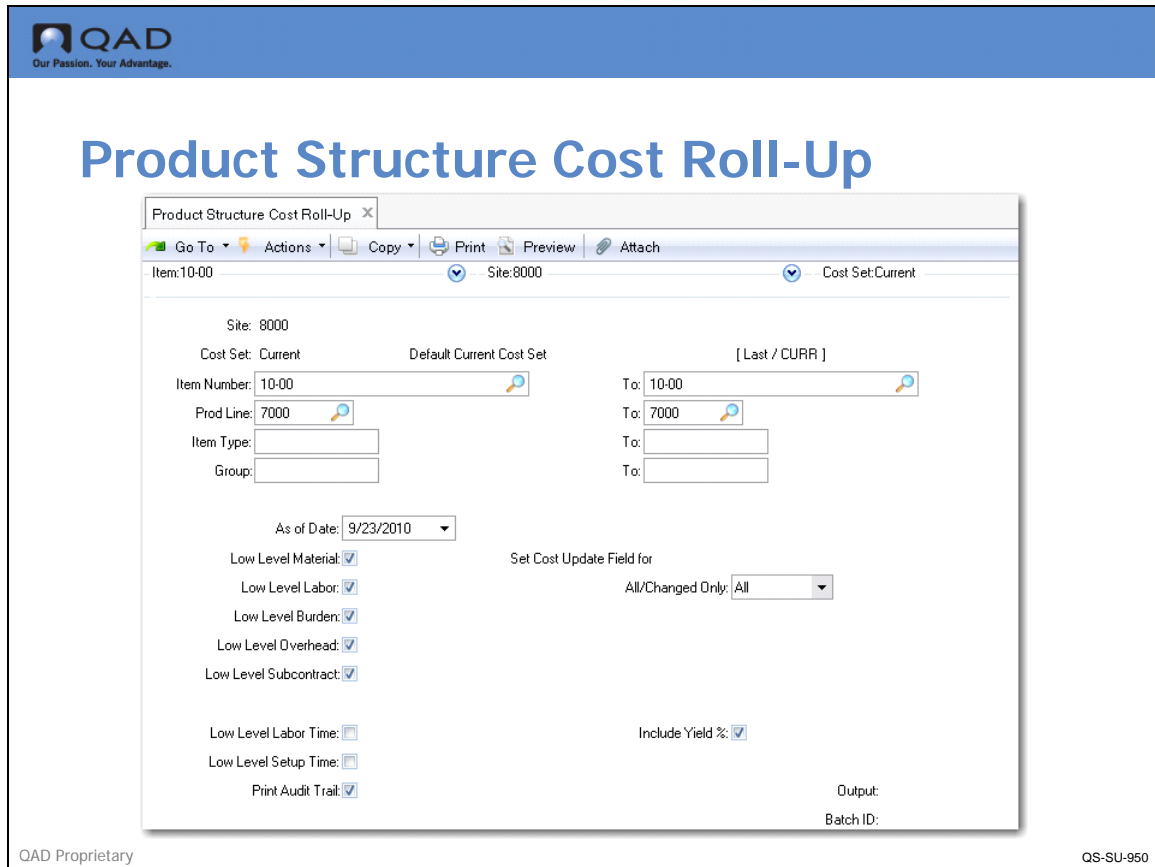 QAD
Our Passion. Your Advantage.
Product Structure Cost Roll-Up
Product Structure Cost Roll-Up
Go To Actions Copy Print Preview Attach
Item:10-00 Site:8000 Cost Set:Current
Site: 8000
Cost Set: Current Default Current Cost Set [ Last / CURR ]
Item Number: 10-00 To: 10-00
Prod Line: 7000 To: 7000
Item Type: To:
Group: To:
As of Date: 9/23/2010
Low Level Material: Set Cost Update Field for
Low Level Labor: All/Changed Only: All
Low Level Burden:
Low Level Overhead:
Low Level Subcontract:
Low Level Labor Time: Include Yield %:
Low Level Setup Time:
Print Audit Trail: Output:
Batch ID:
QAD Proprietary QS-SU-950